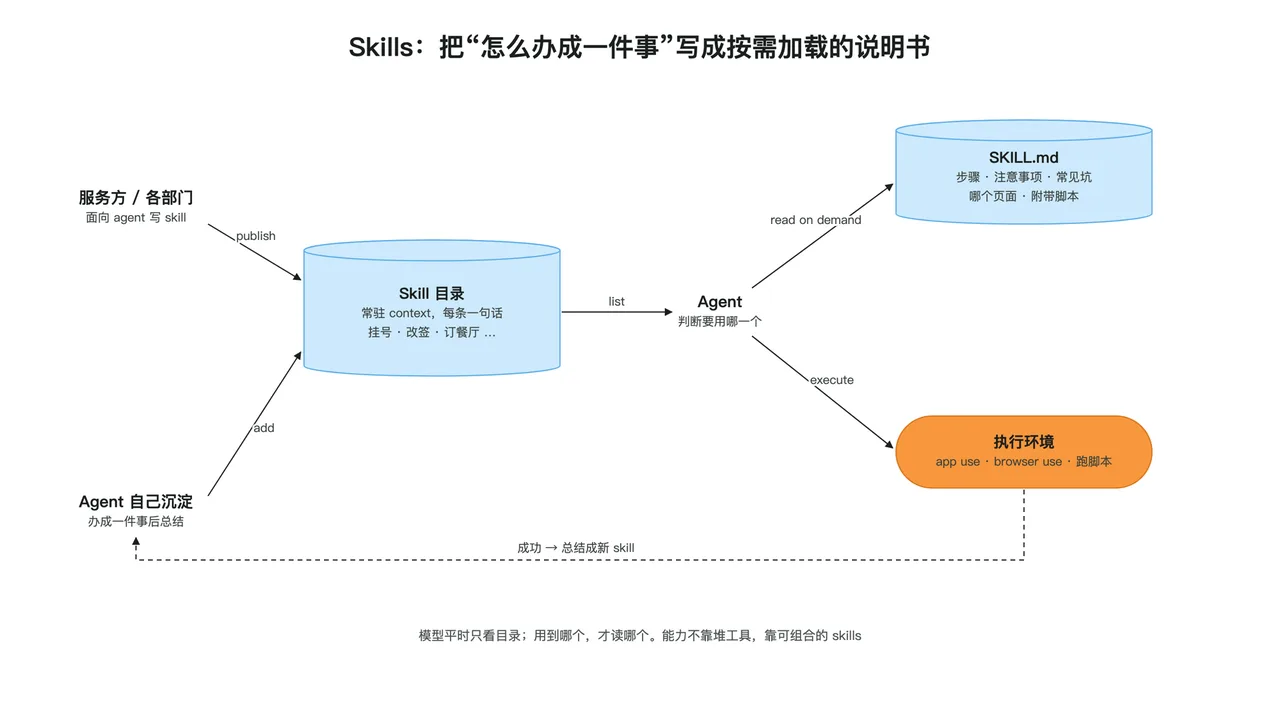 Skills：把“怎么办成一件事”写成按需加载的说明书
服务方 / 各部门
面向 agent 写 skill
publish
Skill 目录
常驻 context，每条一句话
挂号 · 改签 · 订餐厅 …
add
Agent 自己沉淀
办成一件事后总结
list
Agent
判断要用哪一个
read on demand
SKILL.md
步骤 · 注意事项 · 常见坑
哪个页面 · 附带脚本
execute
执行环境
app use · browser use · 跑脚本
成功 → 总结成新 skill
模型平时只看目录；用到哪个，才读哪个。能力不靠堆工具，靠可组合的 skills